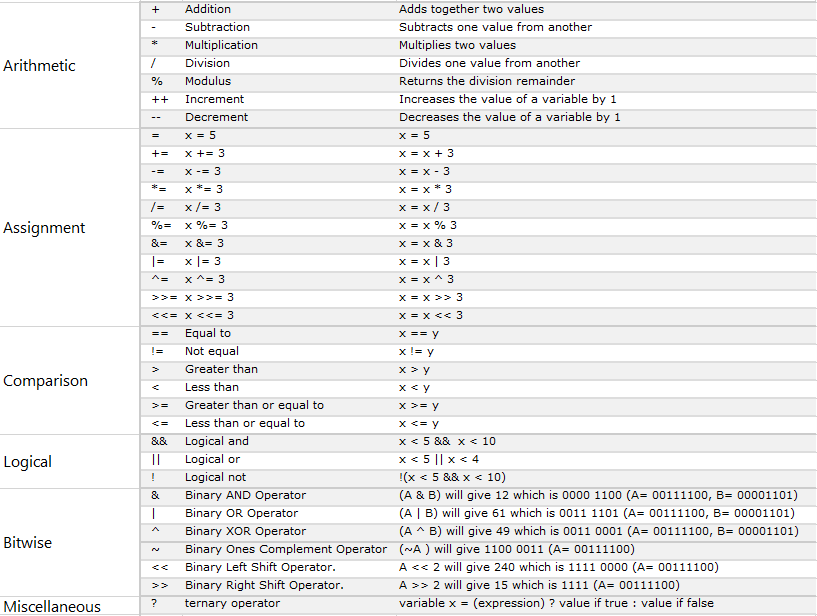 Arithmetic
+ Addition Adds together two values
- Subtraction Subtracts one value from another
* Multiplication Multiplies two values
/ Division Divides one value from another
% Modulus Returns the division remainder
++ Increment Increases the value of a variable by 1
-- Decrement Decreases the value of a variable by 1
Assignment
= x = 5 x = 5
+= x += 3 x = x + 3
-= x -= 3 x = x - 3
*= x *= 3 x = x * 3
/= x /= 3 x = x / 3
%= x %= 3 x = x % 3
&= x &= 3 x = x & 3
|= x |= 3 x = x | 3
^= x ^= 3 x = x ^ 3
>>= x >>= 3 x = x >> 3
<<= x <<= 3 x = x << 3
Comparison
== Equal to x == y
!= Not equal x != y
> Greater than x > y
< Less than x < y
>= Greater than or equal to x >= y
<= Less than or equal to x <= y
Logical
&& Logical and x < 5 && x < 10
|| Logical or x < 5 || x < 4
! Logical not !(x < 5 && x < 10)
Bitwise
& Binary AND Operator (A & B) will give 12 which is 0000 1100 (A= 00111100, B= 00001101)
| Binary OR Operator (A | B) will give 61 which is 0011 1101 (A= 00111100, B= 00001101)
^ Binary XOR Operator (A ^ B) will give 49 which is 0011 0001 (A= 00111100, B= 00001101)
~ Binary Ones Complement Operator (~A ) will give 1100 0011 (A= 00111100)
<< Binary Left Shift Operator. A << 2 will give 240 which is 1111 0000 (A= 00111100)
>> Binary Right Shift Operator. A >> 2 will give 15 which is 1111 (A= 00111100)
Miscellaneous
? ternary operator variable x = (expression) ? value if true : value if false